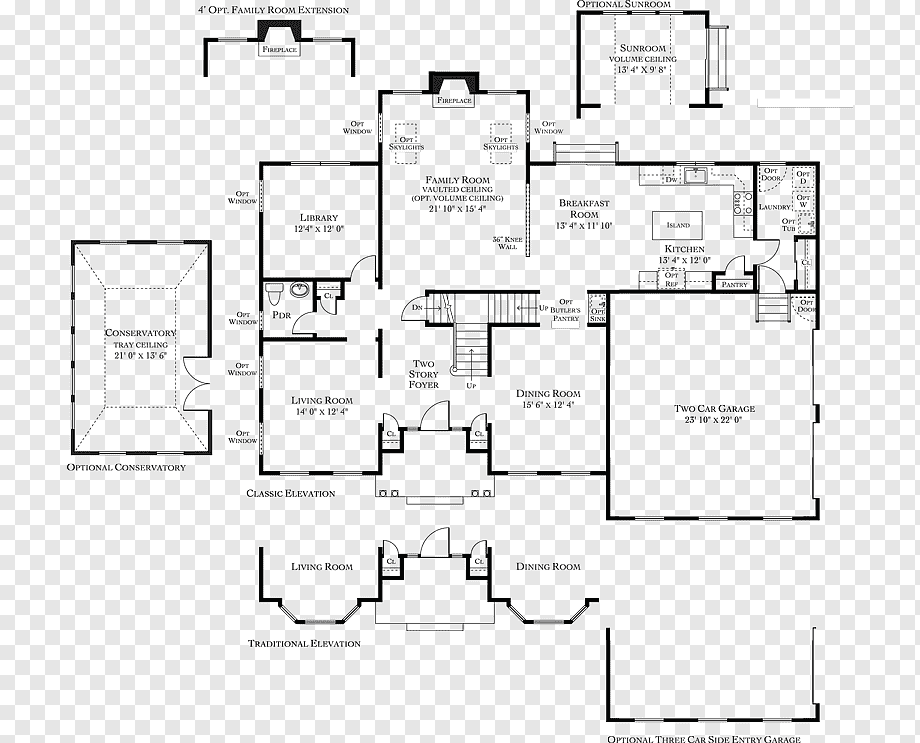 4' Opt. Family Room Extension
Fireplace
Optional Sunroom
Sunroom
volume ceiling
13' 4" x 9' 8"
Fireplace
Opt
Window
Opt
Skylights
Opt
Skylights
Opt
Window
Family Room
vaulted ceiling
(opt. volume ceiling)
21' 10" x 15' 4"
36" Knee
Wall
Opt
Window
Library
12'4" x 12' 0"
Breakfast
Room
13' 4" x 11' 10"
DW
Island
Kitchen
13' 4" x 12' 0"
Opt
Ref
Pantry
Opt
Door
Opt
D
Opt
W
Laundry
Opt
Tub
CL
Opt
Door
Conservatory
tray ceiling
21' 0" x 13' 6"
Optional Conservatory
Opt
Window
Pdr
CL
Dn
Up
Opt
Butler's
Pantry
Opt
Sink
Opt
Window
Living Room
14' 0" x 12' 4"
Two
Story
Foyer
Up
Dining Room
15' 6" x 12' 4"
Two Car Garage
23' 10" x 22' 0"
Opt
Window
CL
CL
Classic Elevation
Living Room
CL
CL
Dining Room
Traditional Elevation
Optional Three Car Side Entry Garage